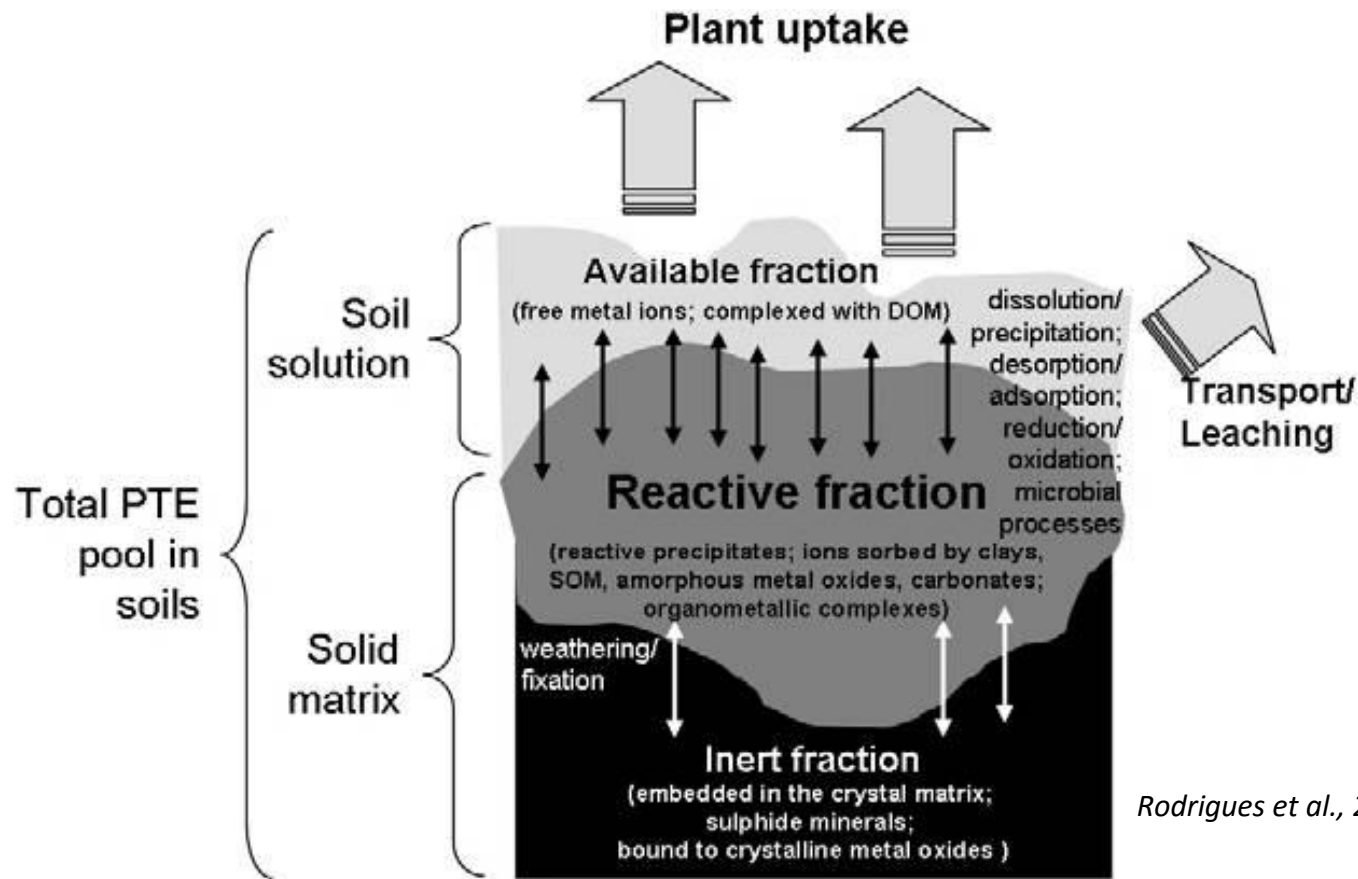 Plant uptake
Available fraction
(free metal ions; complexed with DOM)
Soil
solution
dissolution/
precipitation;
desorption/
adsorption;
reduction/
oxidation;
microbial
processes
Transport/
Leaching
Total PTE
pool in
soils
Reactive fraction
(reactive precipitates; ions sorbed by clays,
SOM, amorphous metal oxides, carbonates;
organometallic complexes)
Solid
matrix
weathering/
fixation
Inert fraction
(embedded in the crystal matrix;
sulphide minerals;
bound to crystalline metal oxides )
Rodrigues et al.,